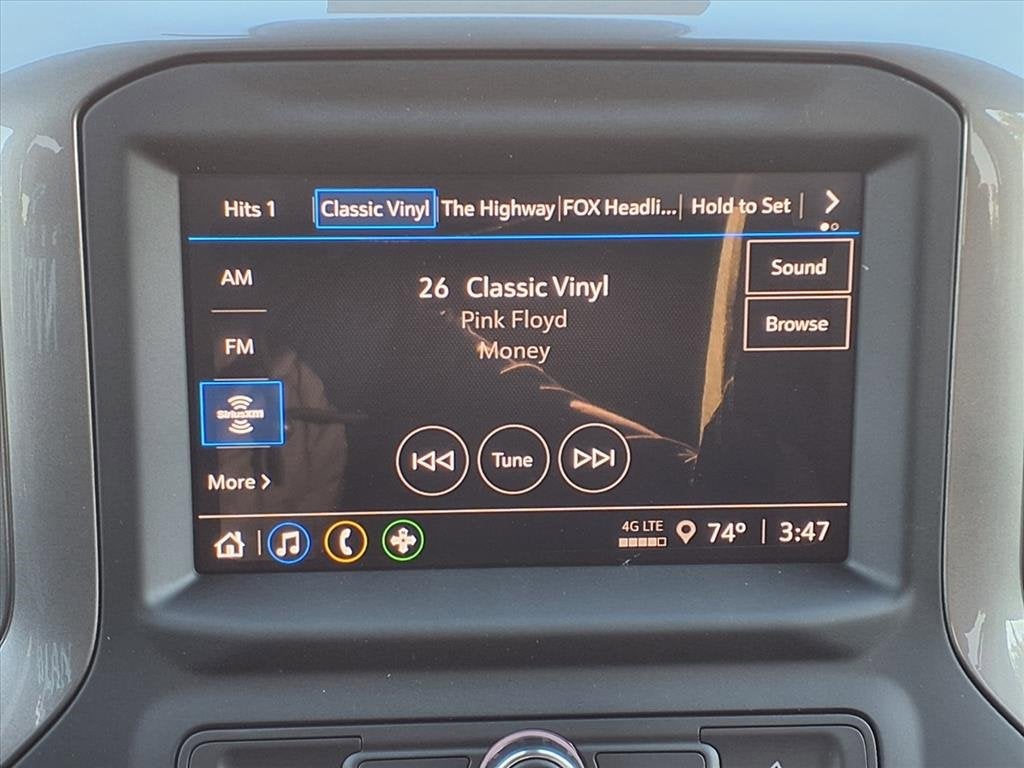 Hits 1 | Classic Vinyl | The Highway | FOX Headli... | Hold to Set |
AM
FM
SiriusXM
More
26 Classic Vinyl
Pink Floyd
Money
Tune
Sound
Browse
4G LTE 74° | 3:47